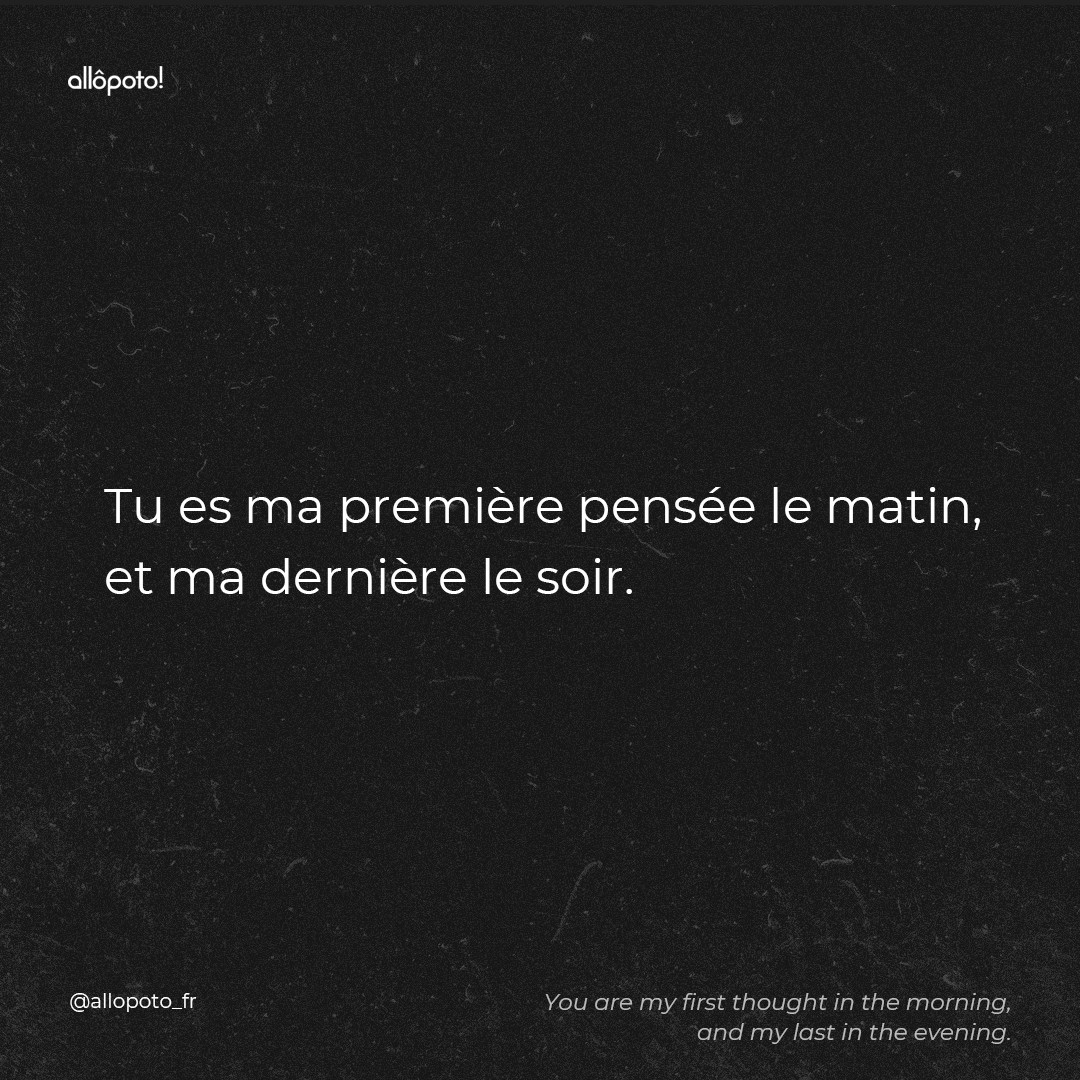 allôpoto!
Tu es ma première pensée le matin,
et ma dernière le soir.
@allopoto_fr
You are my first thought in the morning,
and my last in the evening.